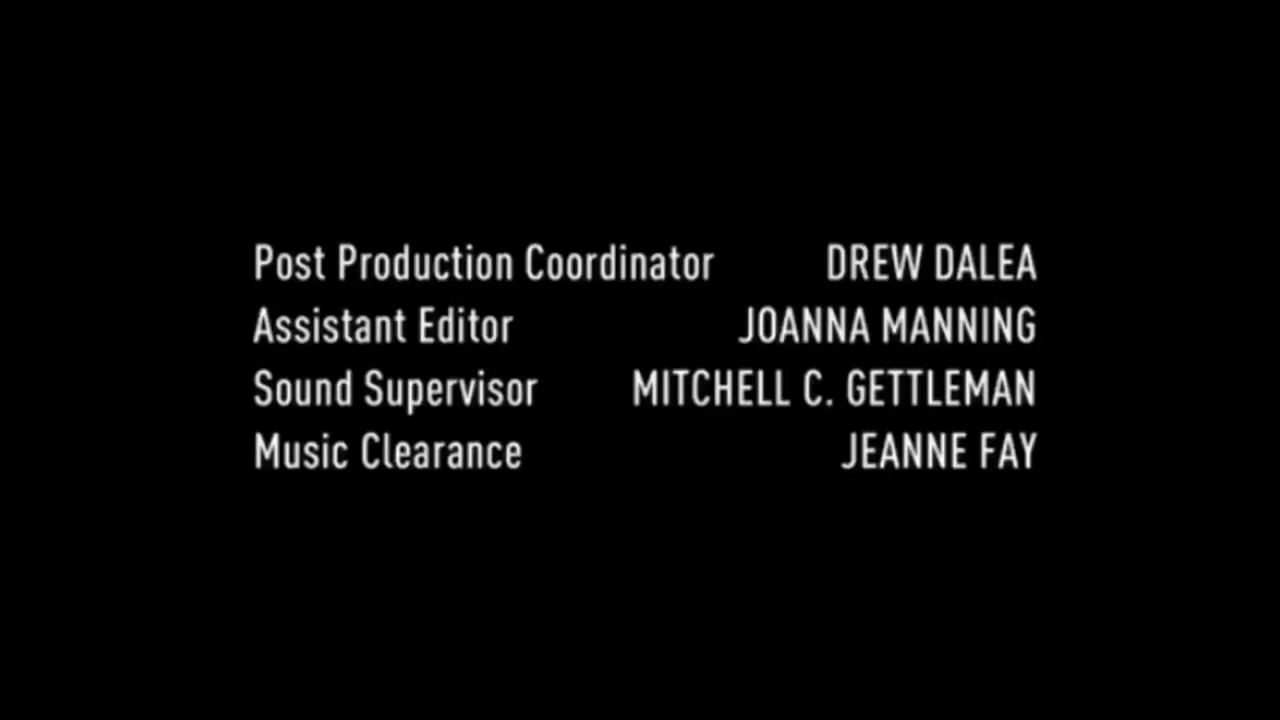 Post Production Coordinator DREW DALEA
Assistant Editor JOANNA MANNING
Sound Supervisor MITCHELL C. GETTLEMAN
Music Clearance JEANNE FAY